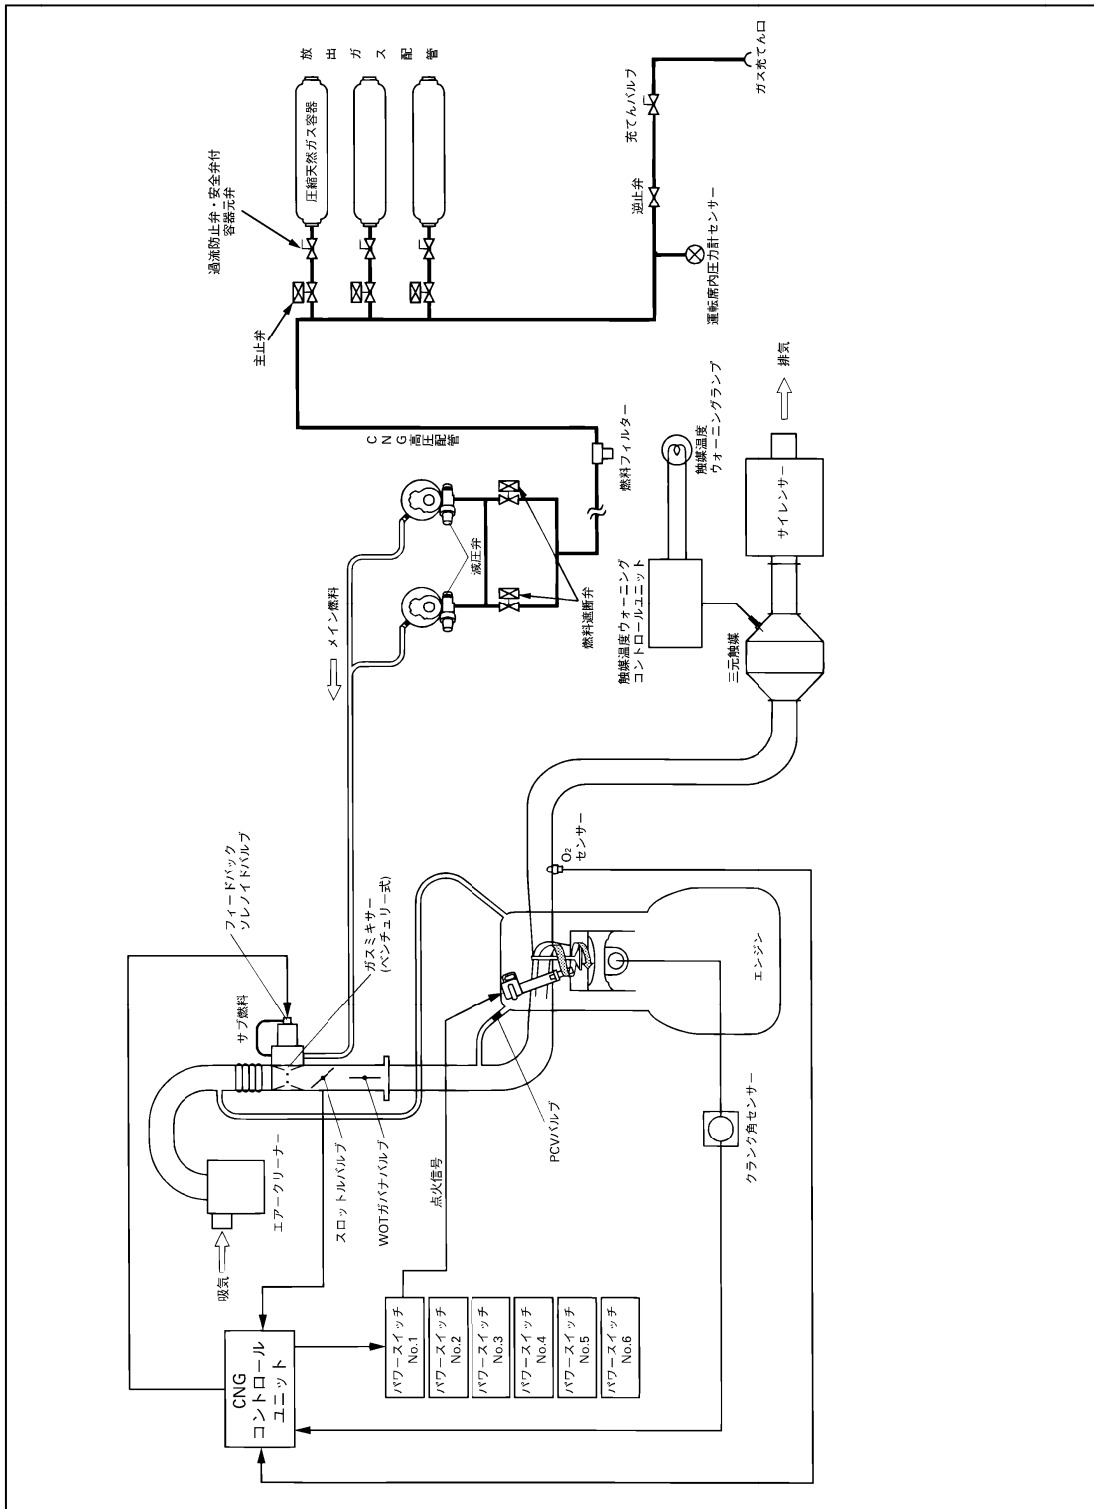 放出ガス配管
圧縮天然ガス容器
過流防止弁・安全弁付
容器元弁
主止弁
ガス充てん口
充てんバルブ
逆止弁
運転席内圧力計センサー
CNG高圧配管
燃料フィルター
減圧弁
燃料遮断弁
メイン燃料
触媒温度
ウォーニングランプ
触媒温度ウォーニング
コントロールユニット
排気
サイレンサー
三元触媒
フィードバック
ソレノイドバルブ
サブ燃料
ガスミキサー
(ベンチュリー式)
O2
センサー
エンジン
PCVバルブ
クランク角センサー
点火信号
WOTガバナバルブ
スロットルバルブ
エアークリーナー
吸気
CNG
コントロール
ユニット
パワースイッチ
No.1
パワースイッチ
No.2
パワースイッチ
No.3
パワースイッチ
No.4
パワースイッチ
No.5
パワースイッチ
No.6